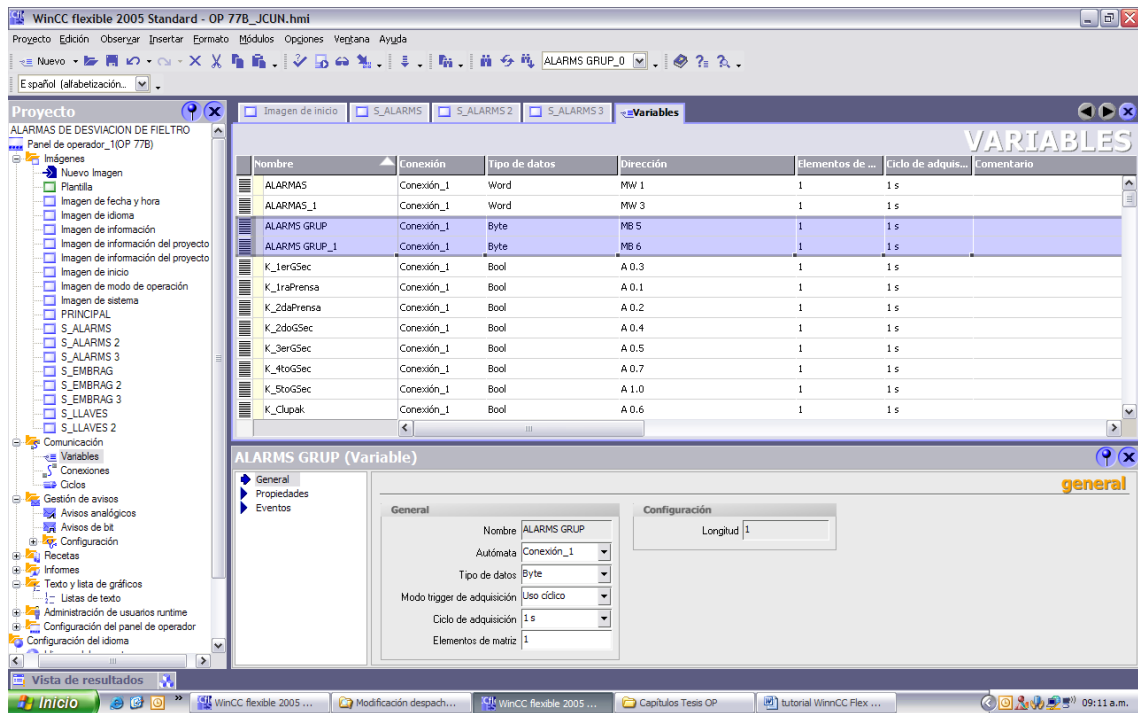 WinCC flexible 2005 Standard - OP 77B_JCUN.hmi
Proyecto Edición Observar Insertar Formato Módulos Opciones Ventana Ayuda
Nuevo ALARMS GRUP_0
Español (alfabetización...
Proyecto
ALARMAS DE DESVIACION DE FIELTRO
Panel de operador_1(OP 77B)
Imágenes
Nuevo Imagen
Plantilla
Imagen de fecha y hora
Imagen de idioma
Imagen de información
Imagen de información del proyecto
Imagen de información del proyecto
Imagen de inicio
Imagen de modo de operación
Imagen de sistema
PRINCIPAL
S_ALARMS
S_ALARMS 2
S_ALARMS 3
S_EMBRAG
S_EMBRAG 2
S_EMBRAG 3
S_LLAVES
S_LLAVES 2
Comunicación
Variables
Conexiones
Ciclos
Gestión de avisos
Avisos analógicos
Avisos de bit
Configuración
Recetas
Informes
Texto y lista de gráficos
Listas de texto
Administración de usuarios runtime
Configuración del panel de operador
Configuración del idioma
Imagen de inicio S_ALARMS S_ALARMS 2 S_ALARMS 3 Variables
VARIABLES
Nombre Conexión Tipo de datos Dirección Elementos de ... Ciclo de adquis... Comentario
ALARMAS Conexión_1 Word MW 1 1 1 s
ALARMAS_1 Conexión_1 Word MW 3 1 1 s
ALARMS GRUP Conexión_1 Byte MB 5 1 1 s
ALARMS GRUP_1 Conexión_1 Byte MB 6 1 1 s
K_1erGSec Conexión_1 Bool A 0.3 1 1 s
K_1raPrensa Conexión_1 Bool A 0.1 1 1 s
K_2daPrensa Conexión_1 Bool A 0.2 1 1 s
K_2doGSec Conexión_1 Bool A 0.4 1 1 s
K_3erGSec Conexión_1 Bool A 0.5 1 1 s
K_4toGSec Conexión_1 Bool A 0.7 1 1 s
K_5toGSec Conexión_1 Bool A 1.0 1 1 s
K_Clupak Conexión_1 Bool A 0.6 1 1 s
ALARMS GRUP (Variable)
General
Propiedades
Eventos
general
General
Nombre ALARMS GRUP
Autómata Conexión_1
Tipo de datos Byte
Modo trigger de adquisición Uso cíclico
Ciclo de adquisición 1 s
Elementos de matriz 1
Configuración
Longitud 1
Vista de resultados
Inicio WinCC flexible 2005 ... Modificación despach... WinCC flexible 2005 ... Capítulos Tesis OP tutorial WinnCC Flex ... 09:11 a.m.